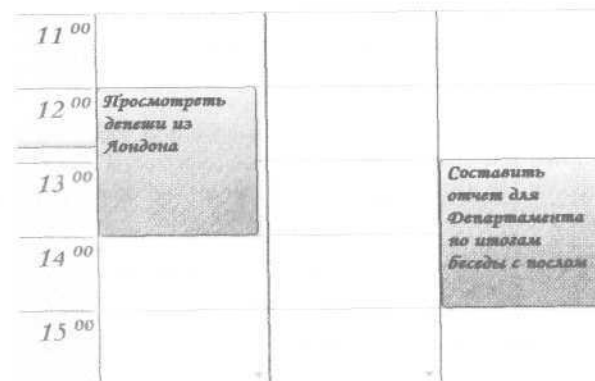 11 00
12 00
13 00
14 00
15 00
Просмотреть
депеши из
Лондона
Составить
отчет для
Департамента
по итогам
беседы с послом